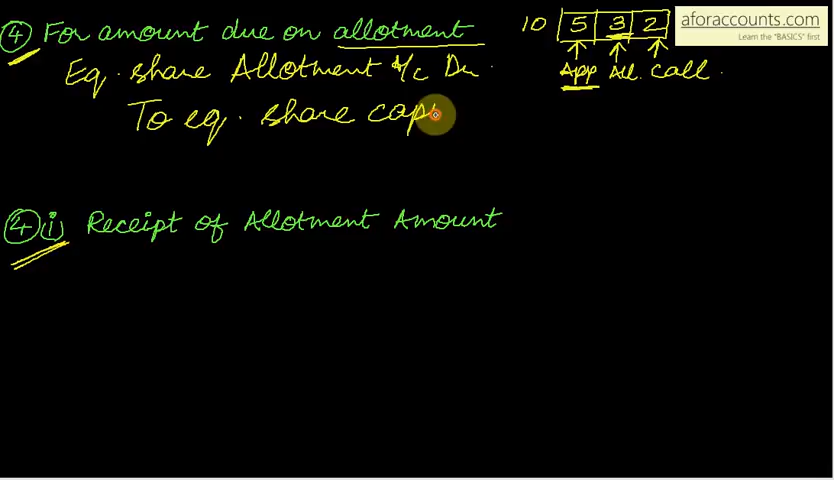 ④ For amount due on allotment
Eq. share Allotment A/c Dr.
To eq. share cap
10 5 3 2
App All. Call.
aforaccounts.com
Learn the "BASICS" first
④(i) Receipt of Allotment Amount